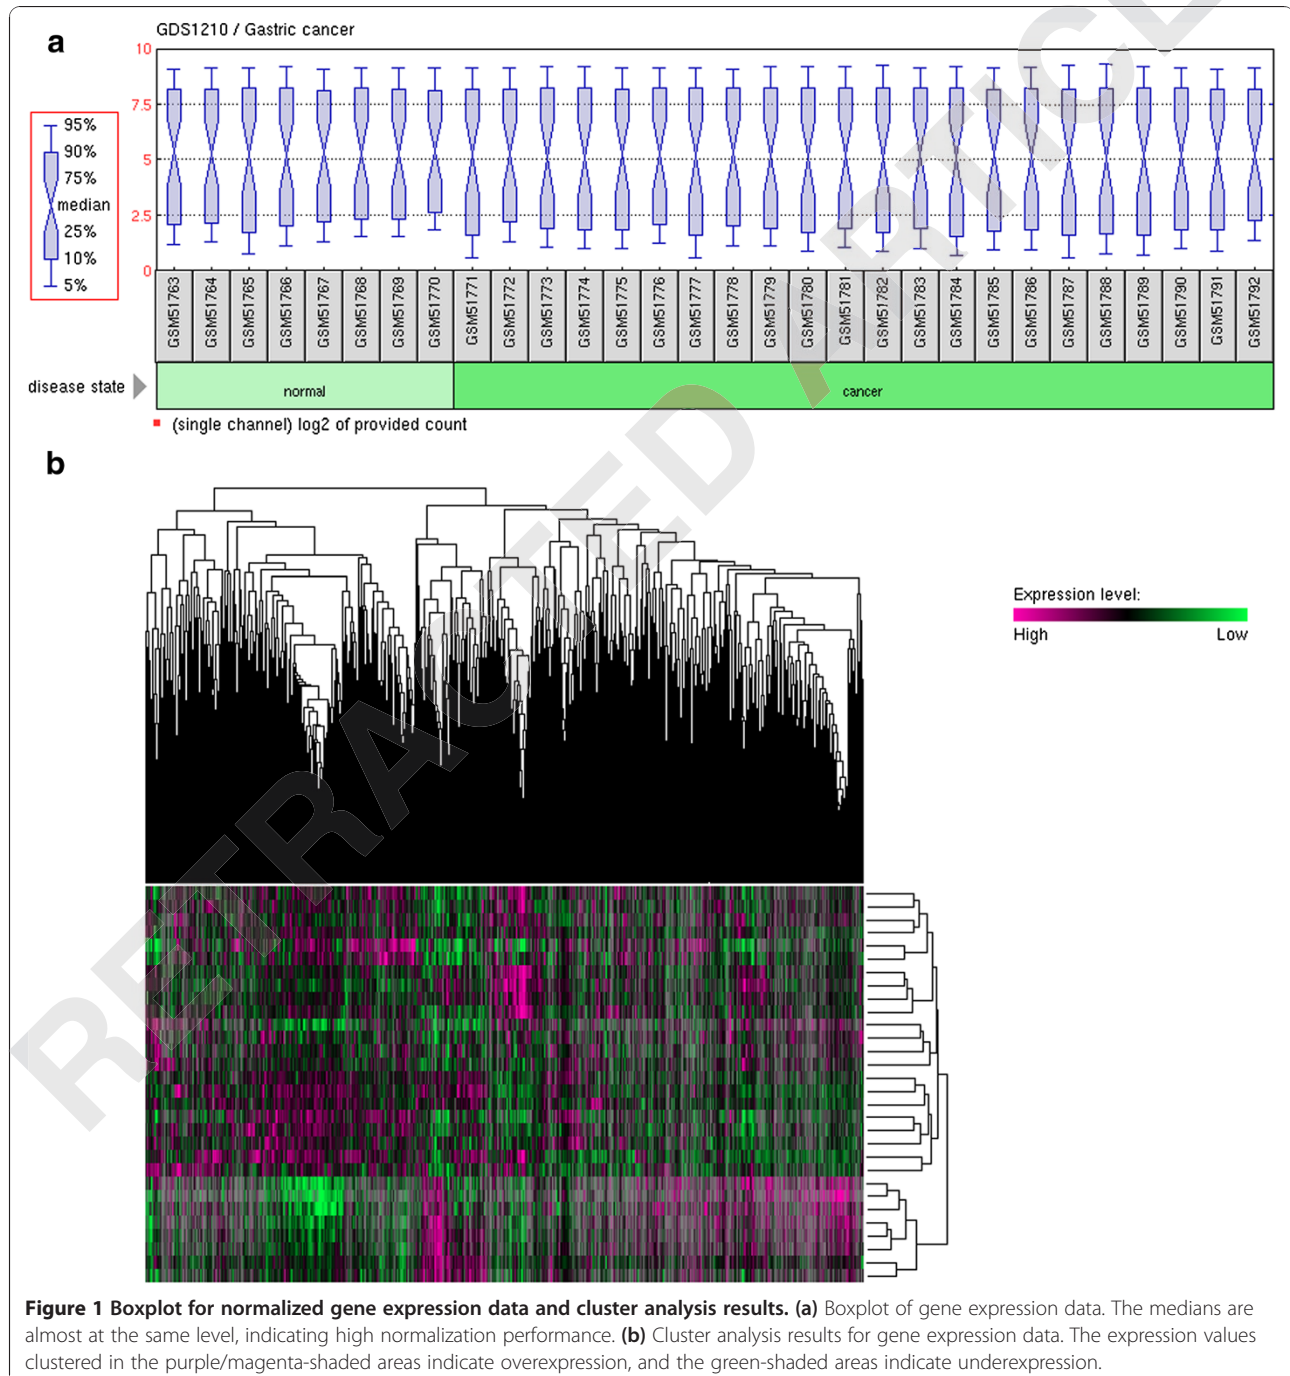 a
GDS1210 / Gastric cancer
10
7.5
5
2.5
0
95%
90%
75%
median
25%
10%
5%
GSM51763
GSM51764
GSM51765
GSM51766
GSM51767
GSM51768
GSM51769
GSM51770
GSM51771
GSM51772
GSM51773
GSM51774
GSM51775
GSM51776
GSM51777
GSM51778
GSM51779
GSM51780
GSM51781
GSM51782
GSM51783
GSM51784
GSM51785
GSM51786
GSM51787
GSM51788
GSM51789
GSM51790
GSM51791
GSM51792
disease state
normal
cancer
(single channel) log2 of provided count
b
Expression level:
High Low
RETRACTED ARTICLE
Figure 1 Boxplot for normalized gene expression data and cluster analysis results. (a) Boxplot of gene expression data. The medians are
almost at the same level, indicating high normalization performance. (b) Cluster analysis results for gene expression data. The expression values
clustered in the purple/magenta-shaded areas indicate overexpression, and the green-shaded areas indicate underexpression.